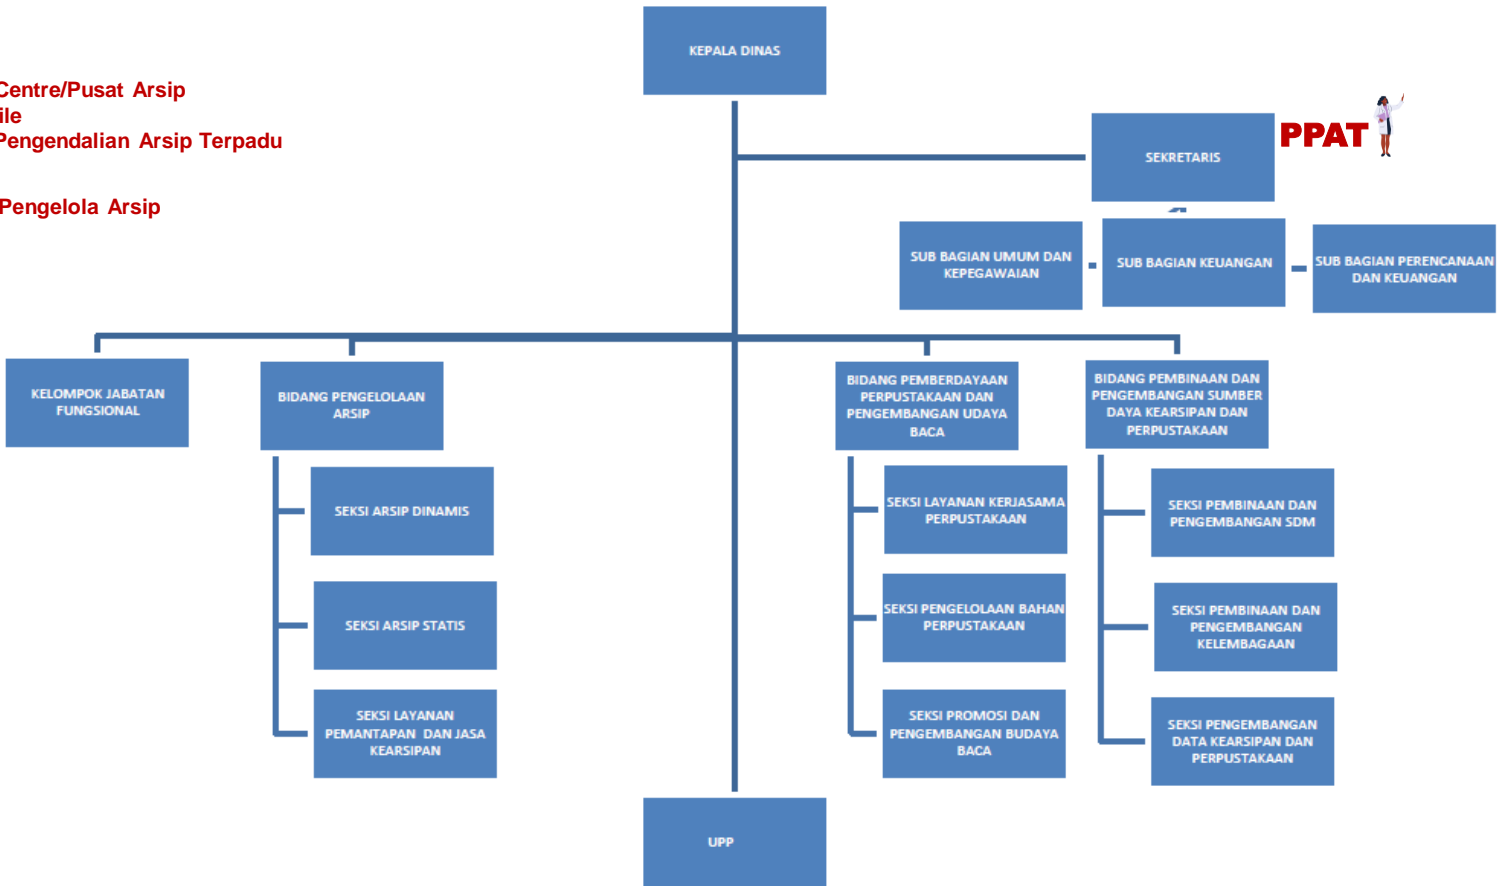 KEPALA DINAS
Centre/Pusat Arsip
ile
Pengendalian Arsip Terpadu
Pengelola Arsip
SEKRETARIS
PPAT
SUB BAGIAN UMUM DAN
KEPEGAWAIAN
SUB BAGIAN KEUANGAN
SUB BAGIAN PERENCANAAN
DAN KEUANGAN
KELOMPOK JABATAN
FUNGSIONAL
BIDANG PENGELOLAAN
ARSIP
BIDANG PEMBERDAYAAN
PERPUSTAKAAN DAN
PENGEMBANGAN UDAYA
BACA
BIDANG PEMBINAAN DAN
PENGEMBANGAN SUMBER
DAYA KEARSIPAN DAN
PERPUSTAKAAN
SEKSI ARSIP DINAMIS
SEKSI ARSIP STATIS
SEKSI LAYANAN
PEMANTAPAN DAN JASA
KEARSIPAN
SEKSI LAYANAN KERJASAMA
PERPUSTAKAAN
SEKSI PENGELOLAAN BAHAN
PERPUSTAKAAN
SEKSI PROMOSI DAN
PENGEMBANGAN BUDAYA
BACA
SEKSI PEMBINAAN DAN
PENGEMBANGAN SDM
SEKSI PEMBINAAN DAN
PENGEMBANGAN
KELEMBAGAAN
SEKSI PENGEMBANGAN
DATA KEARSIPAN DAN
PERPUSTAKAAN
UPP